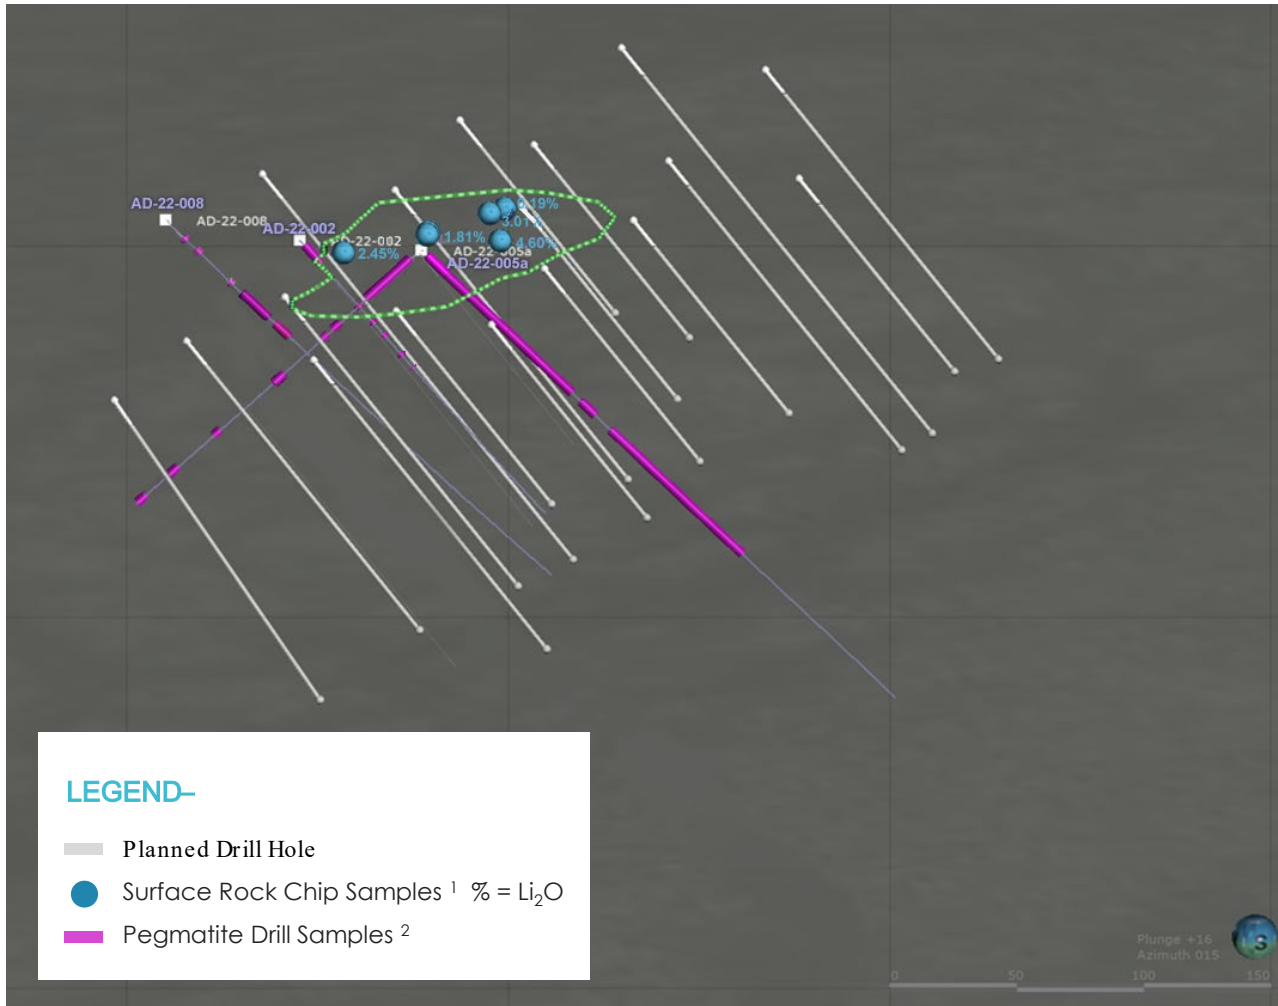 AD-22-008
AD-22-008
AD-22-002
2.45%
1.81%
3.01%
4.60%
AD-22-005a
AD-22-005a
LEGEND–
Planned Drill Hole
Surface Rock Chip Samples 1 % = Li2O
Pegmatite Drill Samples 2
Plunge +16
Azimuth 015
0 50 100 150
S